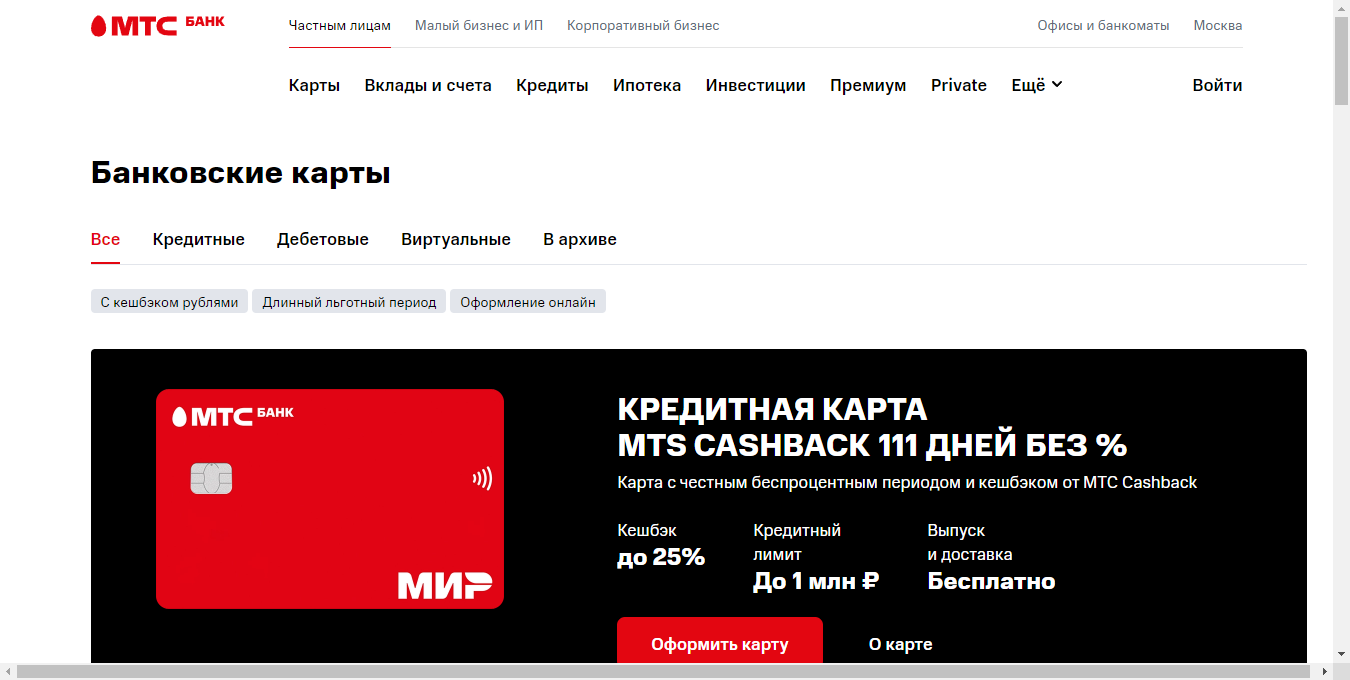 МТС БАНК
Частным лицам
Малый бизнес и ИП
Корпоративный бизнес
Офисы и банкоматы
Москва
Карты
Вклады и счета
Кредиты
Ипотека
Инвестиции
Премиум
Private
Ещё
Войти
Банковские карты
Все
Кредитные
Дебетовые
Виртуальные
В архиве
С кешбэком рублями
Длинный льготный период
Оформление онлайн
МТС БАНК
МИР
КРЕДИТНАЯ КАРТА
MTS CASHBACK 111 ДНЕЙ БЕЗ %
Карта с честным беспроцентным периодом и кешбэком от МТС Cashback
Кешбэк
до 25%
Кредитный
лимит
До 1 млн ₽
Выпуск
и доставка
Бесплатно
Оформить карту
О карте